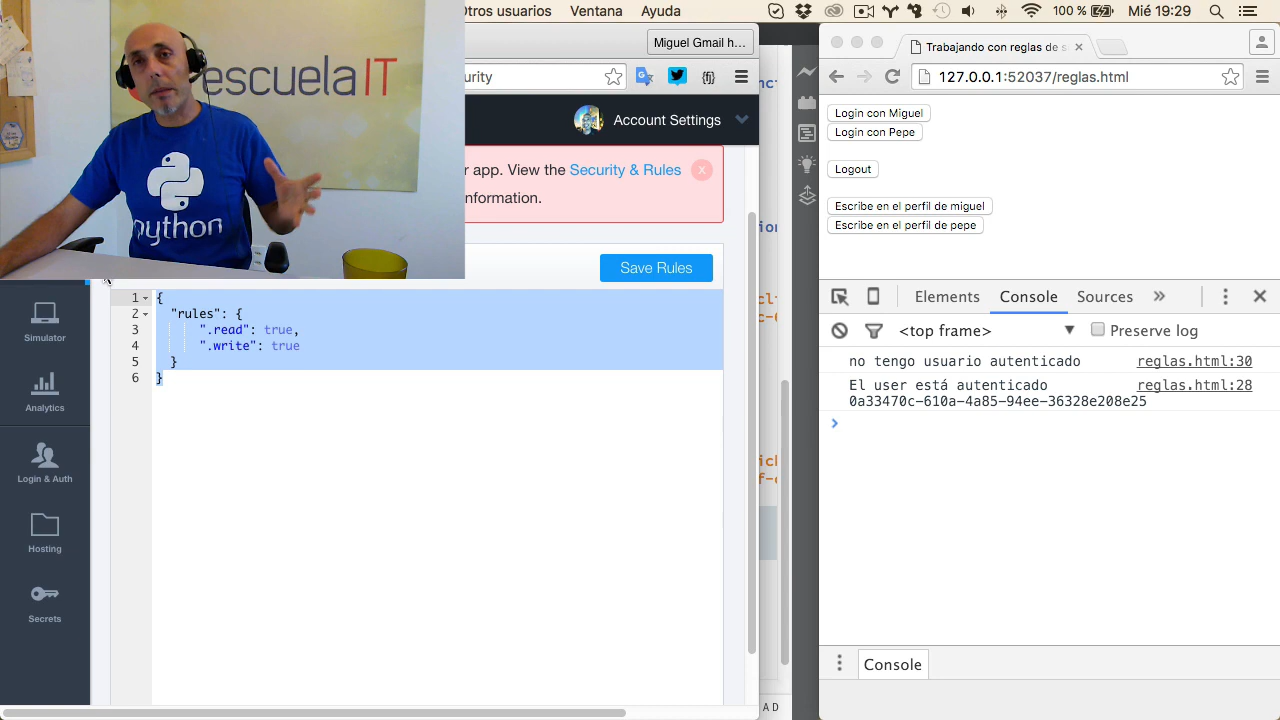 Otros usuarios Ventana Ayuda 100 % Mié 19:29
escuela IT
python
Miguel Gmail h...
urity
{fj}
Account Settings
r app. View the Security & Rules x
nformation.
Save Rules
1 {
2 "rules": {
3 ".read": true,
4 ".write": true
5 }
6 }
Simulator
Analytics
Login & Auth
Hosting
Secrets
A D
Trabajando con reglas de s
127.0.0.1:52037/reglas.html
Login con Miguel
Login con Pepe
Logout
Escribe en el perfil de miguel
Escribe en el perfil de pepe
Elements Console Sources »
<top frame> ▼ Preserve log
no tengo usuario autenticado reglas.html:30
El user está autenticado reglas.html:28
0a33470c-610a-4a85-94ee-36328e208e25
>
Console